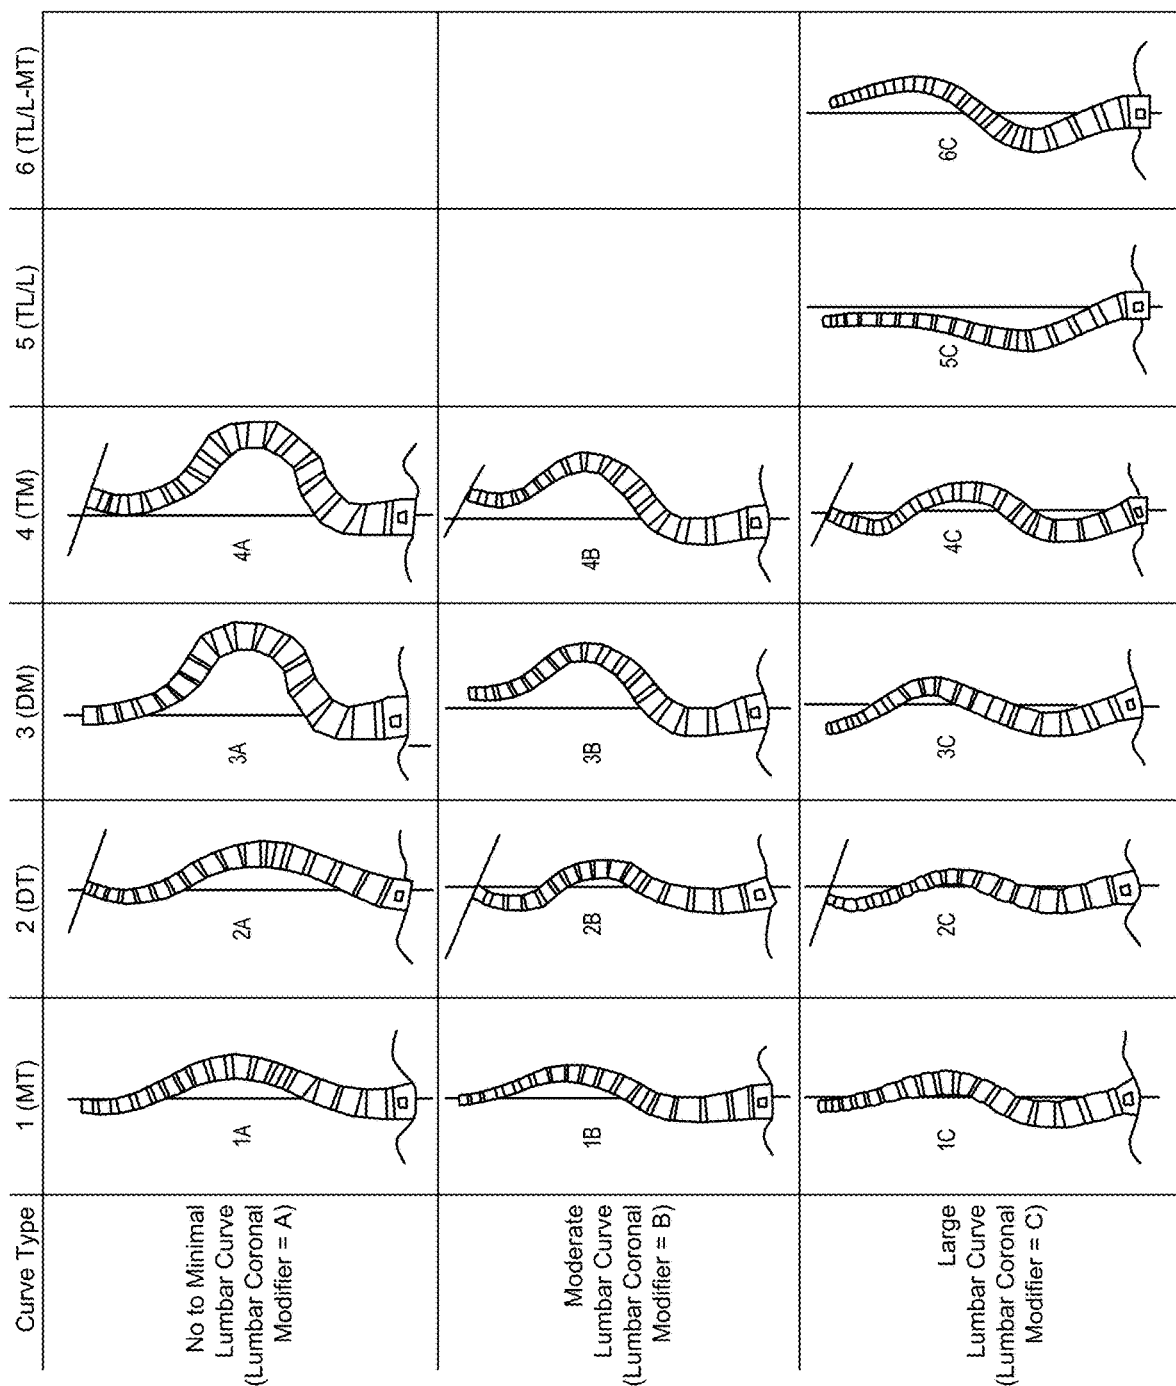 Curve Type
1 (MT)
2 (DT)
3 (DM)
4 (TM)
5 (TL/L)
6 (TL/L-MT)
No to Minimal
Lumbar Curve
(Lumbar Coronal
Modifier = A)
1A
2A
3A
4A
Moderate
Lumbar Curve
(Lumbar Coronal
Modifier = B)
1B
2B
3B
4B
Large
Lumbar Curve
(Lumbar Coronal
Modifier = C)
1C
2C
3C
4C
5C
6C